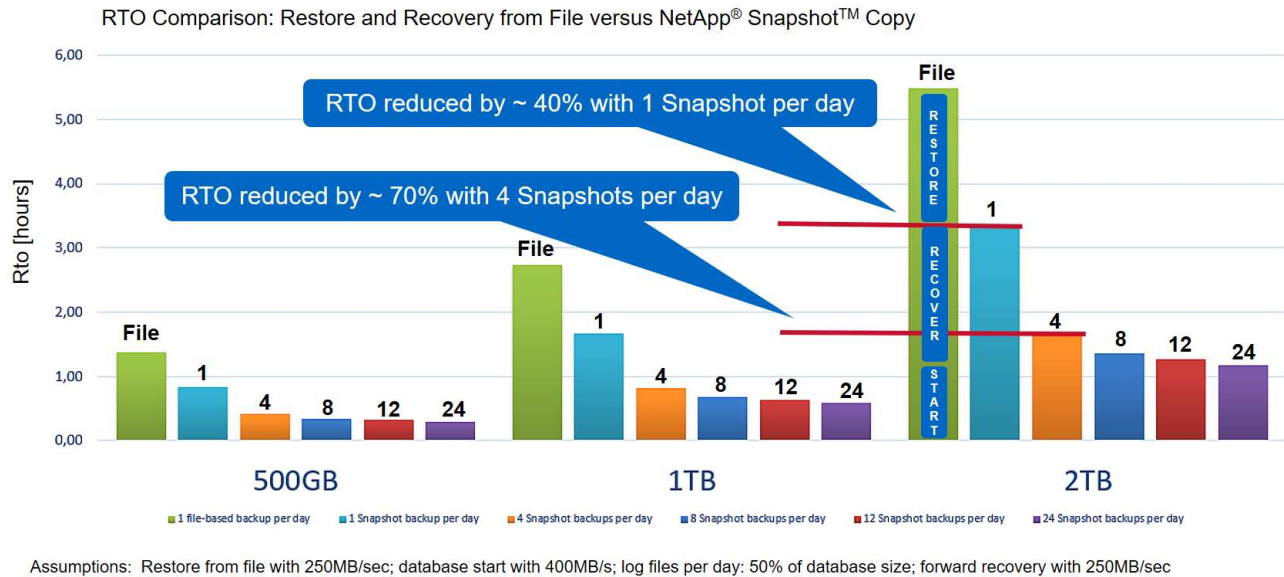 RTO Comparison: Restore and Recovery from File versus NetApp® Snapshot™ Copy
Rto [hours]
6,00
5,00
4,00
3,00
2,00
1,00
0,00
RTO reduced by ~ 40% with 1 Snapshot per day
RTO reduced by ~ 70% with 4 Snapshots per day
File
1
4
8
12
24
File
1
4
8
12
24
File
RESTORE
RECOVER
START
1
4
8
12
24
500GB
1TB
2TB
1 file-based backup per day
1 Snapshot backup per day
4 Snapshot backups per day
8 Snapshot backups per day
12 Snapshot backups per day
24 Snapshot backups per day
Assumptions: Restore from file with 250MB/sec; database start with 400MB/s; log files per day: 50% of database size; forward recovery with 250MB/sec